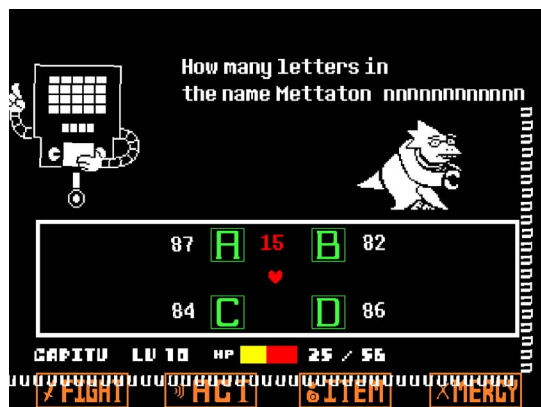 How many letters in
the name Mettaton nnnnnnnnnnnn
87 A 15 B 82
84 C D 86
CAPITU LV 10 HP 25 / 56
FIGHT ACT ITEM MERCY